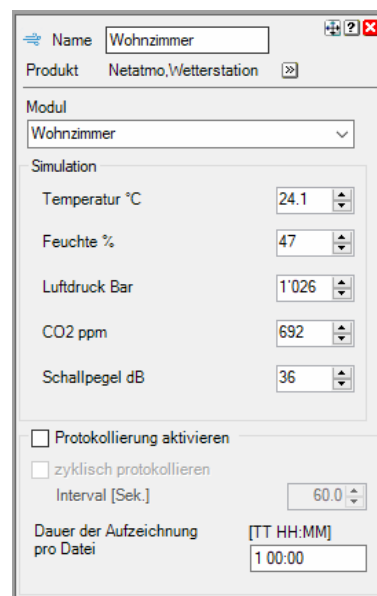 Name Wohnzimmer ?
Produkt Netatmo,Wetterstation
Modul
Wohnzimmer
Simulation
Temperatur °C 24.1
Feuchte % 47
Luftdruck Bar 1'026
CO2 ppm 692
Schallpegel dB 36
Protokollierung aktivieren
zyklisch protokollieren
Interval [Sek.] 60.0
Dauer der Aufzeichnung [TT HH:MM]
pro Datei 1 00:00